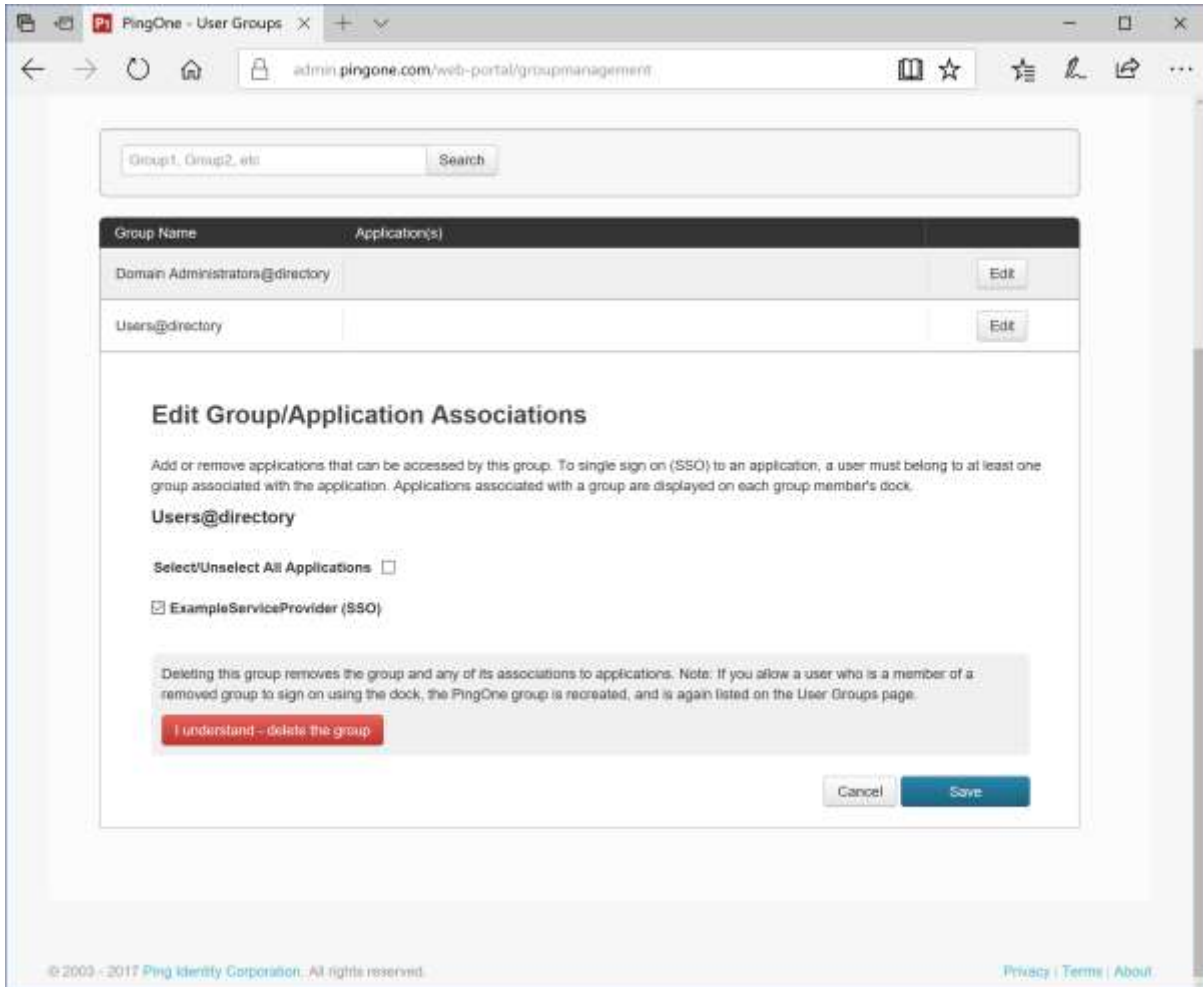 PingOne - User Groups
admin.pingone.com/web-portal/groupmanagement
Group1, Group2, etc
Search
Group Name Application(s)
Domain Administrators@directory Edit
Users@directory Edit
Edit Group/Application Associations
Add or remove applications that can be accessed by this group. To single sign on (SSO) to an application, a user must belong to at least one
group associated with the application. Applications associated with a group are displayed on each group member's dock.
Users@directory
Select/Unselect All Applications
ExampleServiceProvider (SSO)
Deleting this group removes the group and any of its associations to applications. Note: If you allow a user who is a member of a
removed group to sign on using the dock, the PingOne group is recreated, and is again listed on the User Groups page.
I understand - delete the group
Cancel Save
© 2003 - 2017 Ping Identity Corporation. All rights reserved. Privacy | Terms | About